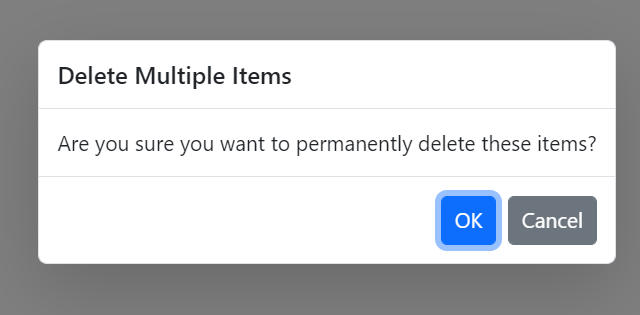 Delete Multiple Items
Are you sure you want to permanently delete these items?
OK Cancel